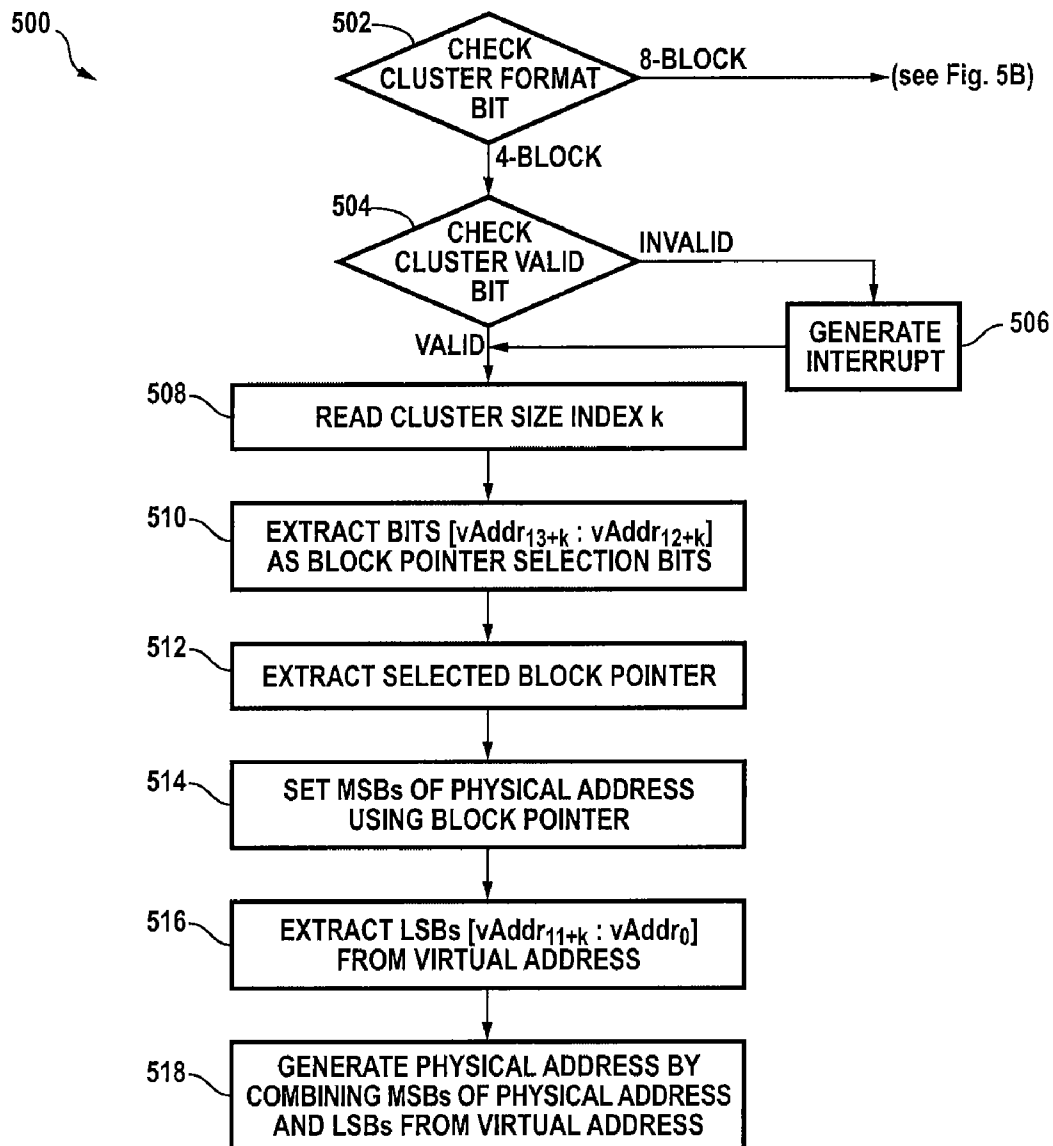 500
502
CHECK
CLUSTER FORMAT
BIT
8-BLOCK
(see Fig. 5B)
4-BLOCK
504
CHECK
CLUSTER VALID
BIT
INVALID
GENERATE
INTERRUPT
506
VALID
508
READ CLUSTER SIZE INDEX k
510
EXTRACT BITS [vAddr13+k : vAddr12+k]
AS BLOCK POINTER SELECTION BITS
512
EXTRACT SELECTED BLOCK POINTER
514
SET MSBs OF PHYSICAL ADDRESS
USING BLOCK POINTER
516
EXTRACT LSBs [vAddr11+k : vAddr0]
FROM VIRTUAL ADDRESS
518
GENERATE PHYSICAL ADDRESS BY
COMBINING MSBs OF PHYSICAL ADDRESS
AND LSBs FROM VIRTUAL ADDRESS